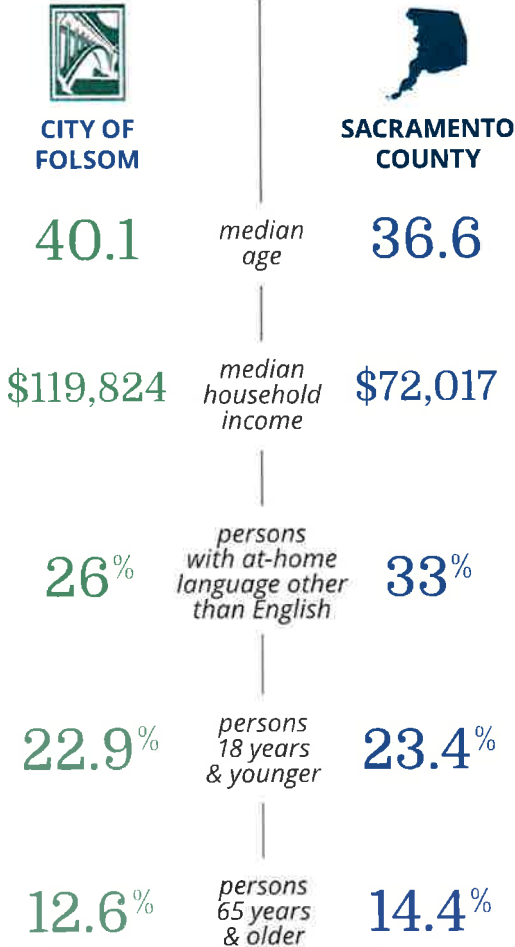 CITY OF
FOLSOM
SACRAMENTO
COUNTY
40.1
median
age
36.6
$119,824
median
household
income
$72,017
26%
persons
with at-home
language other
than English
33%
22.9%
persons
18 years
& younger
23.4%
12.6%
persons
65 years
& older
14.4%